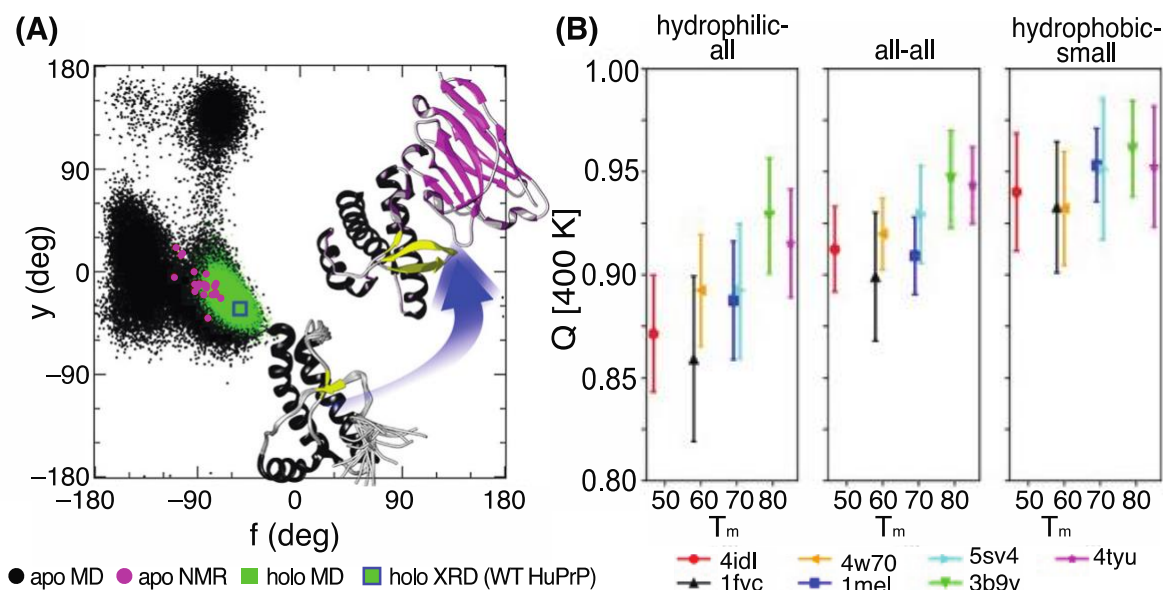 (A)
180
90
0
−90
−180
y (deg)
−180 −90 0 90 180
f (deg)
apo MD apo NMR holo MD holo XRD (WT HuPrP)
(B)
hydrophilic-
all
all-all
hydrophobic-
small
1.00
0.95
0.90
0.85
0.80
Q [400 K]
50 60 70 80 50 60 70 80 50 60 70 80
Tm Tm Tm
4idl 4w70 5sv4 4tyu
1fvc 1mel 3b9v